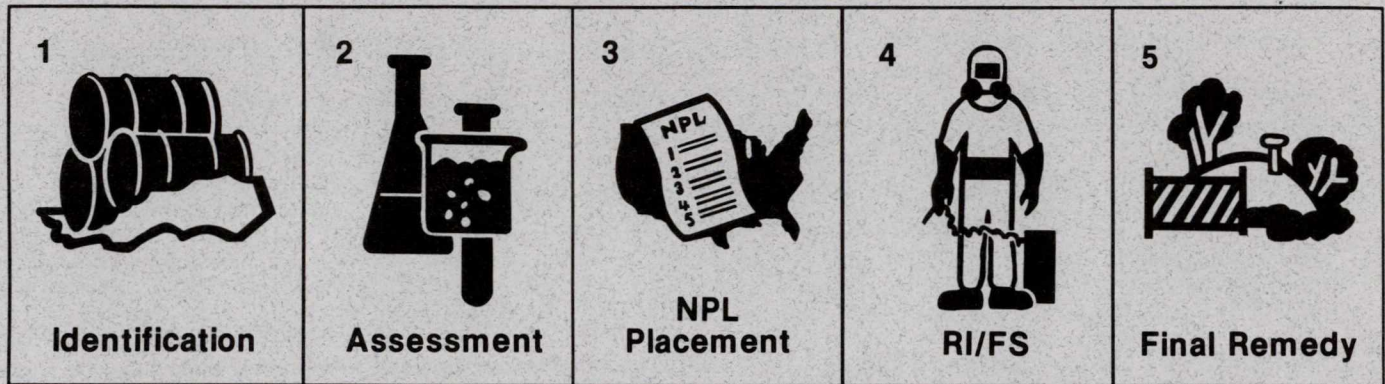 1
2
3
4
5
NPL
1
2
3
4
5
Identification
Assessment
NPL
Placement
RI/FS
Final Remedy